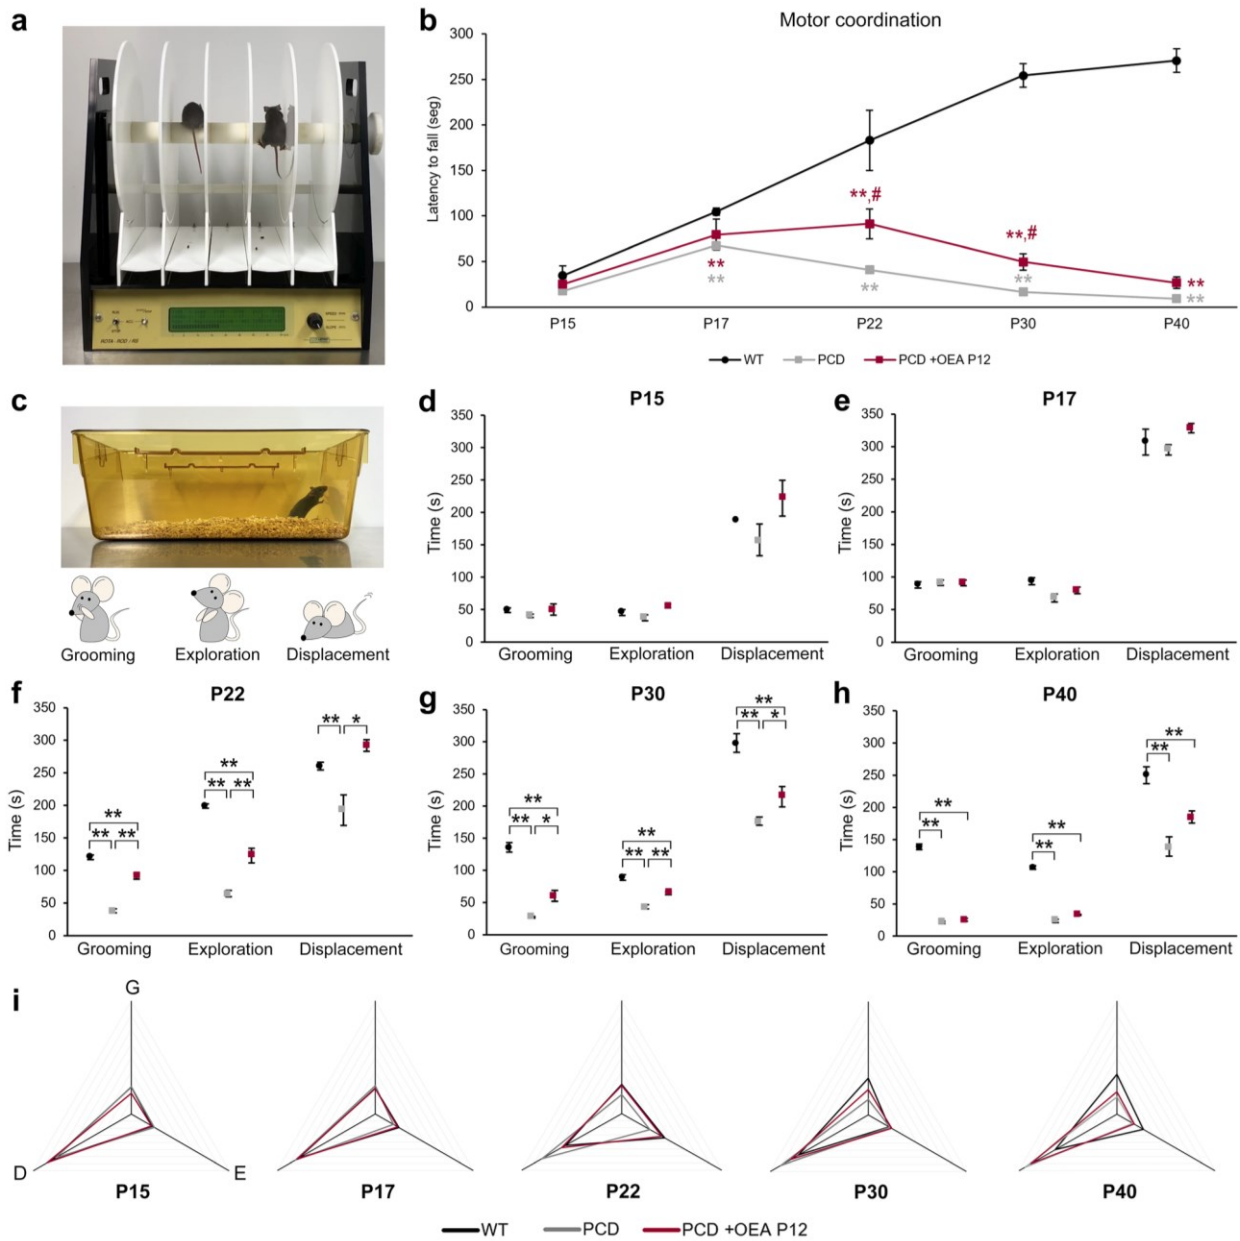 a
ROTA-ROD/RS
b
Motor coordination
Latency to fall (seg)
300
250
200
150
100
50
0
**,#
**,#
**
**
**
**
**
**
P15 P17 P22 P30 P40
WT PCD PCD +OEA P12
c
Grooming Exploration Displacement
d
P15
Time (s)
350
300
250
200
150
100
50
0
Grooming Exploration Displacement
e
P17
Time (s)
350
300
250
200
150
100
50
0
Grooming Exploration Displacement
f
P22
Time (s)
350
300
250
200
150
100
50
0
** *
**
** **
**
** **
Grooming Exploration Displacement
g
P30
Time (s)
350
300
250
200
150
100
50
0
**
** *
**
** *
**
** **
Grooming Exploration Displacement
h
P40
Time (s)
350
300
250
200
150
100
50
0
**
**
**
**
**
**
Grooming Exploration Displacement
i
G
D
E
P15 P17 P22 P30 P40
WT PCD PCD +OEA P12